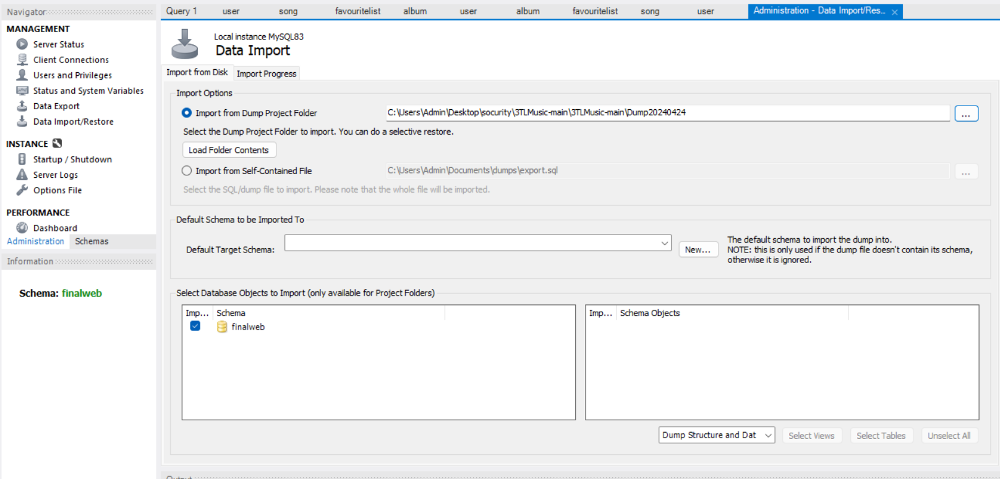 Navigator
MANAGEMENT
Server Status
Client Connections
Users and Privileges
Status and System Variables
Data Export
Data Import/Restore
INSTANCE
Startup / Shutdown
Server Logs
Options File
PERFORMANCE
Dashboard
Administration Schemas
Information
Schema: finalweb
Query 1 user song favouritelist album user album favouritelist song user Administration - Data Import/Res...
Local instance MySQL83
Data Import
Import from Disk Import Progress
Import Options
Import from Dump Project Folder C:\Users\Admin\Desktop\socurity\3TLMusic-main\3TLMusic-main\Dump20240424 ...
Select the Dump Project Folder to import. You can do a selective restore.
Load Folder Contents
Import from Self-Contained File C:\Users\Admin\Documents\dumps\export.sql ...
Select the SQL/dump file to import. Please note that the whole file will be imported.
Default Schema to be Imported To
Default Target Schema: New...
The default schema to import the dump into.
NOTE: this is only used if the dump file doesn't contain its schema,
otherwise it is ignored.
Select Database Objects to Import (only available for Project Folders)
Imp... Schema
finalweb
Imp... Schema Objects
Dump Structure and Dat Select Views Select Tables Unselect All
Output